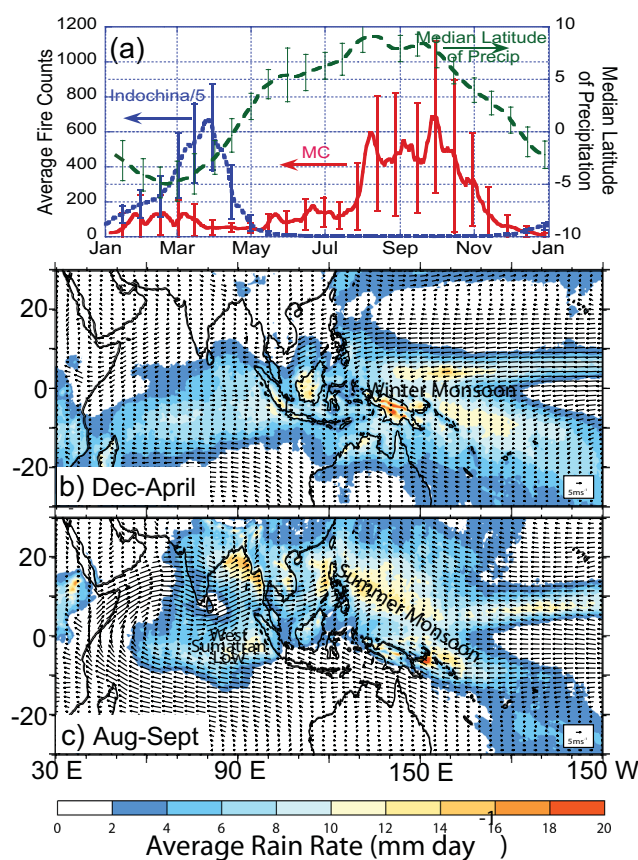 (a)
Average Fire Counts
1200
1000
800
600
400
200
0
Indochina/5
MC
Median Latitude
of Precip
10
5
0
-5
-10
Median Latitude
of Precipitation
Jan Mar May Jul Sep Nov Jan
20
0
-20
Winter Monsoon
b) Dec-April
5ms⁻¹
20
0
-20
West
Sumatran
Low
Summer Monsoon
c) Aug-Sept
5ms⁻¹
30 E 90 E 150 E 150 W
0 2 4 6 8 10 12 14 16 18 20
Average Rain Rate (mm day⁻¹)